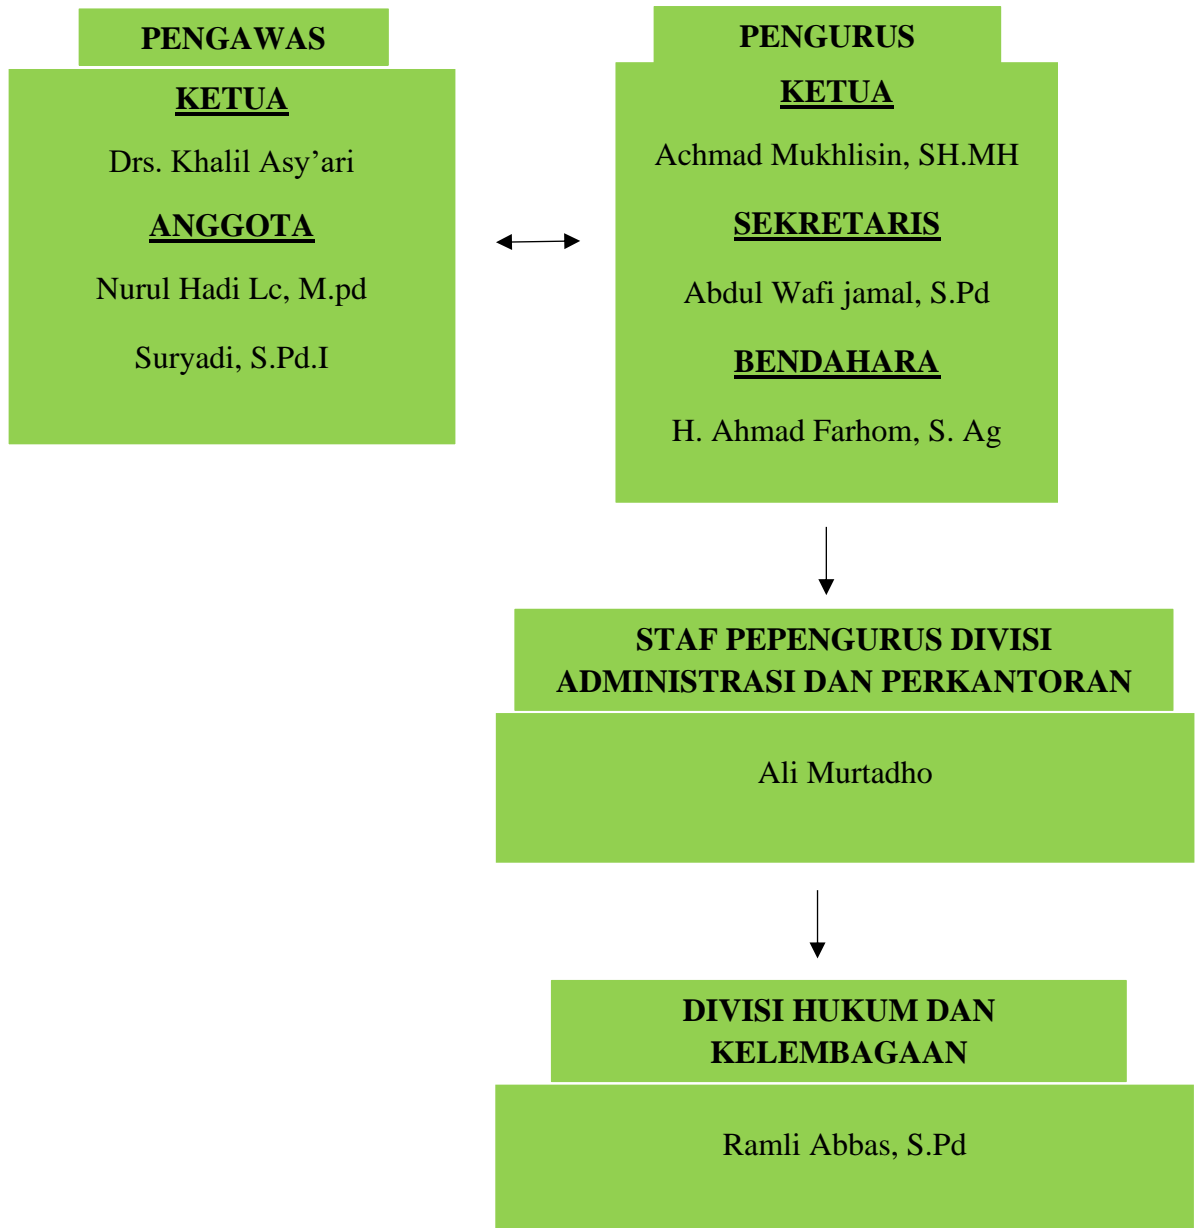 PENGAWAS
KETUA
Drs. Khalil Asy’ari
ANGGOTA
Nurul Hadi Lc, M.pd
Suryadi, S.Pd.I
PENGURUS
KETUA
Achmad Mukhlisin, SH.MH
SEKRETARIS
Abdul Wafi jamal, S.Pd
BENDAHARA
H. Ahmad Farhom, S. Ag
STAF PEPENGURUS DIVISI
ADMINISTRASI DAN PERKANTORAN
Ali Murtadho
DIVISI HUKUM DAN
KELEMBAGAAN
Ramli Abbas, S.Pd